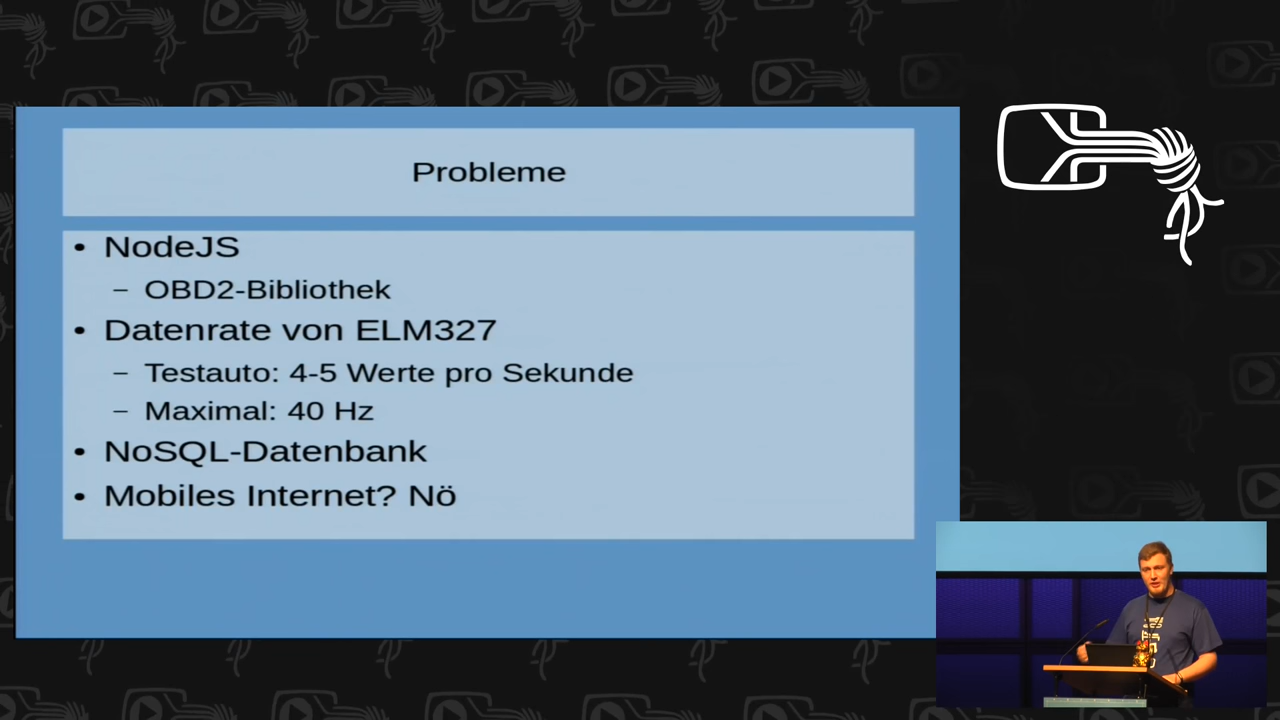 Probleme
• NodeJS
– OBD2-Bibliothek
• Datenrate von ELM327
– Testauto: 4-5 Werte pro Sekunde
– Maximal: 40 Hz
• NoSQL-Datenbank
• Mobiles Internet? Nö